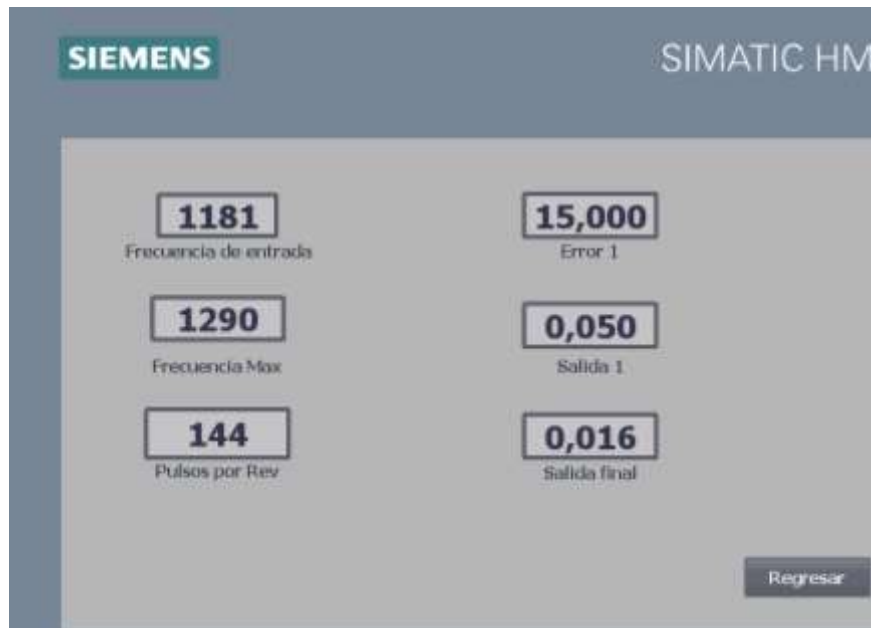 SIEMENS
SIMATIC HM
1181
Frecuencia de entrada
15,000
Error 1
1290
Frecuencia Max
0,050
Salida 1
144
Pulsos por Rev
0,016
Salida final
Regresar